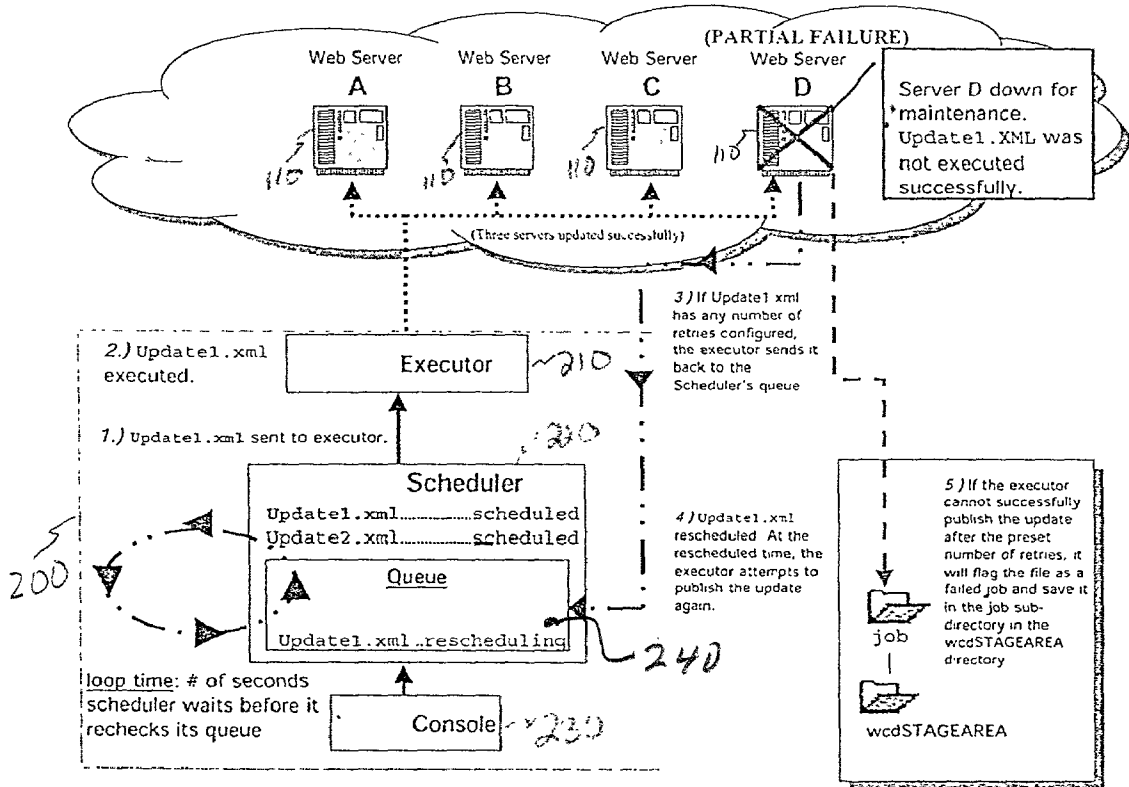 (PARTIAL FAILURE)
Web Server
A
Web Server
B
Web Server
C
Web Server
D
110
110
110
110
Server D down for
maintenance.
Update1.XML was
not executed
successfully.
(Three servers updated successfully)
2.) Update1.xml
executed.
Executor
210
1.) Update1.xml sent to executor.
220
Scheduler
Update1.xml..............scheduled
Update2.xml..............scheduled
Queue
Update1.xml..rescheduling
240
200
loop time: # of seconds
scheduler waits before it
rechecks its queue
Console
230
3) If Update1 xml
has any number of
retries configured,
the executor sends it
back to the
Scheduler's queue
4) Update1.xml
rescheduled At the
rescheduled time, the
executor attempts to
publish the update
again.
5) If the executor
cannot successfully
publish the update
after the preset
number of retries, it
will flag the file as a
failed job and save it
in the job sub-
directory in the
wcdSTAGEAREA
directory
job
wcdSTAGEAREA